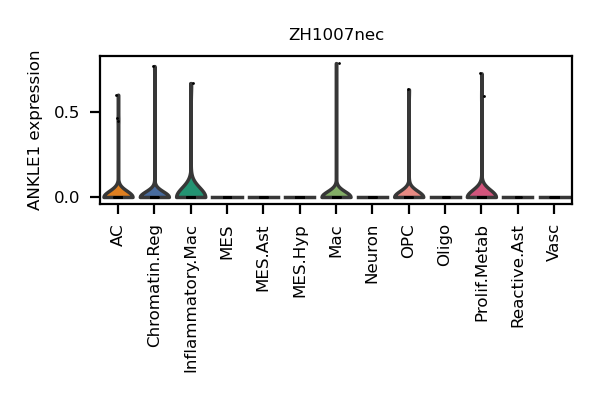 ZH1007nec
ANKLE1 expression
0.5
0.0
AC
Chromatin.Reg
Inflammatory.Mac
MES
MES.Ast
MES.Hyp
Mac
Neuron
OPC
Oligo
Prolif.Metab
Reactive.Ast
Vasc